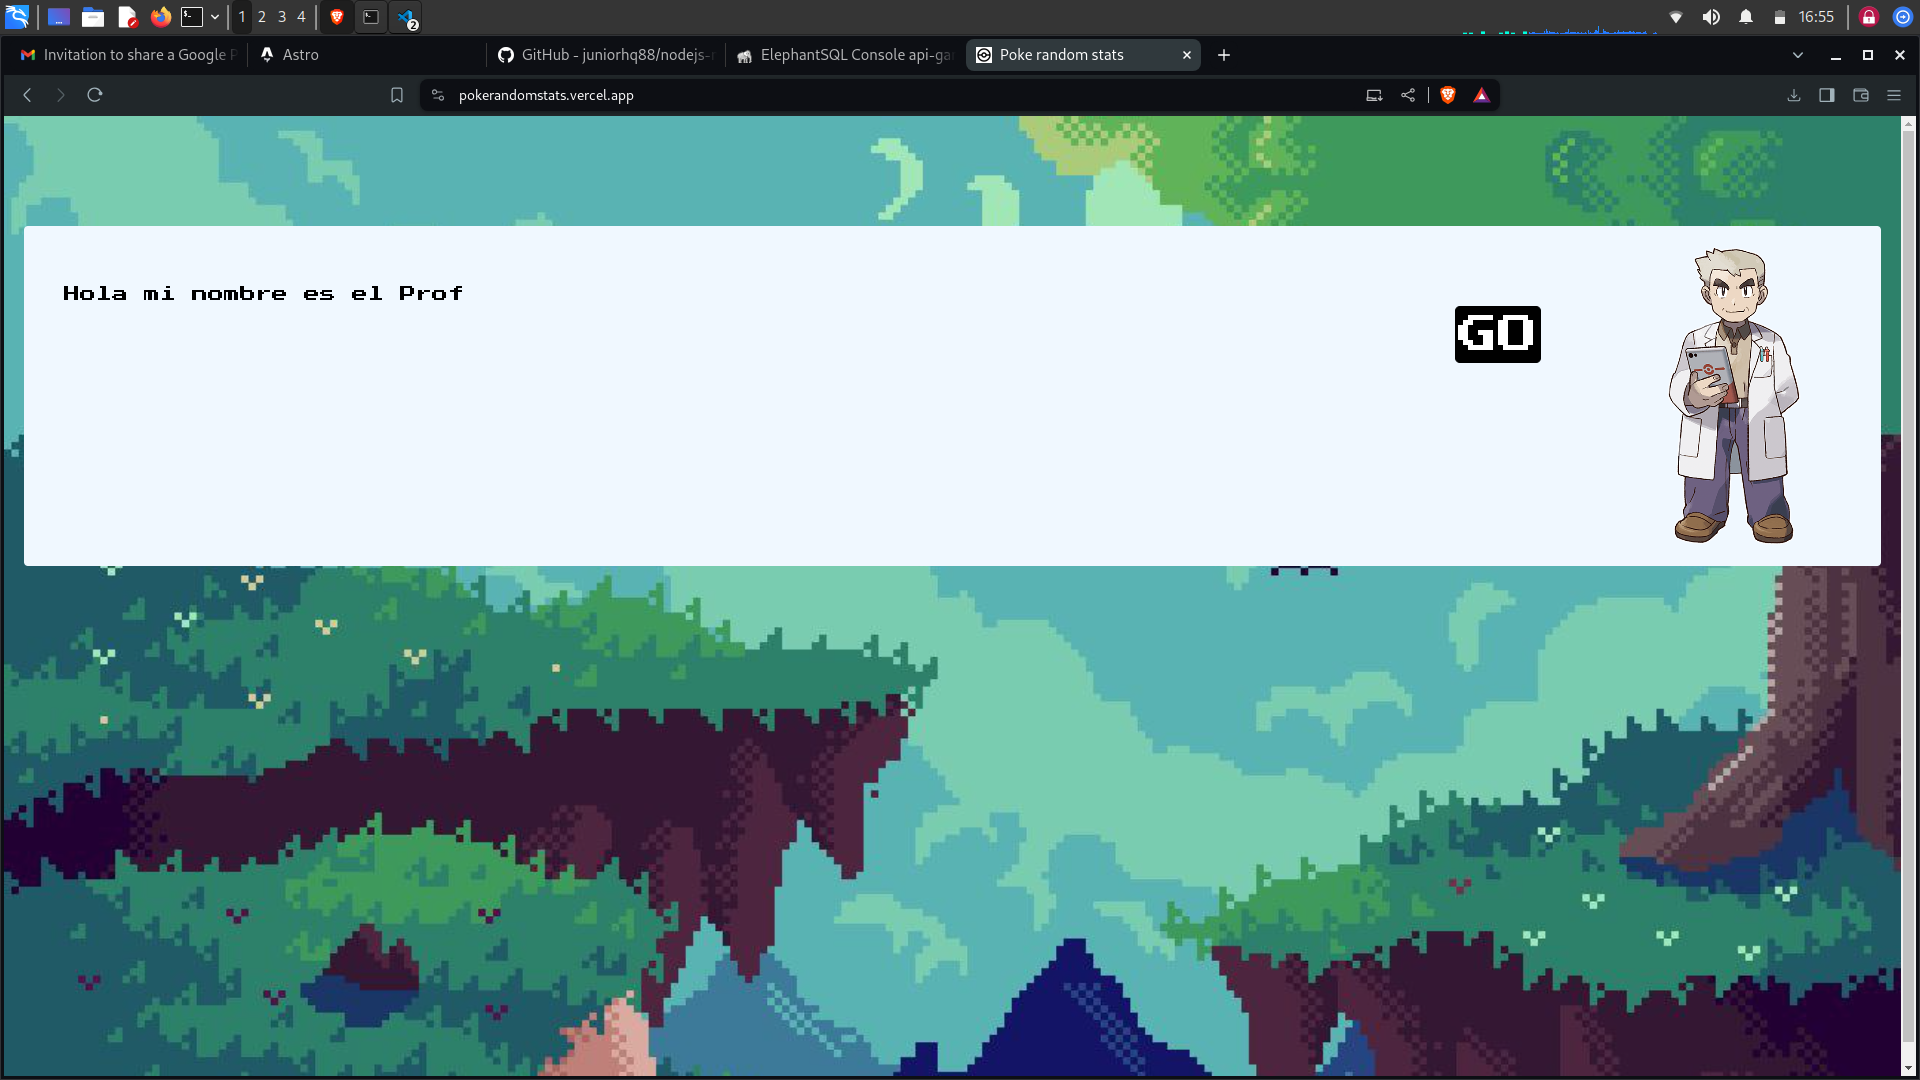 1 2 3 4
2
16:55
Invitation to share a Google
Astro
GitHub - juniorhq88/nodejs-
ElephantSQL Console api-ga
Poke random stats
pokerandomstats.vercel.app
Hola mi nombre es el Prof
GO